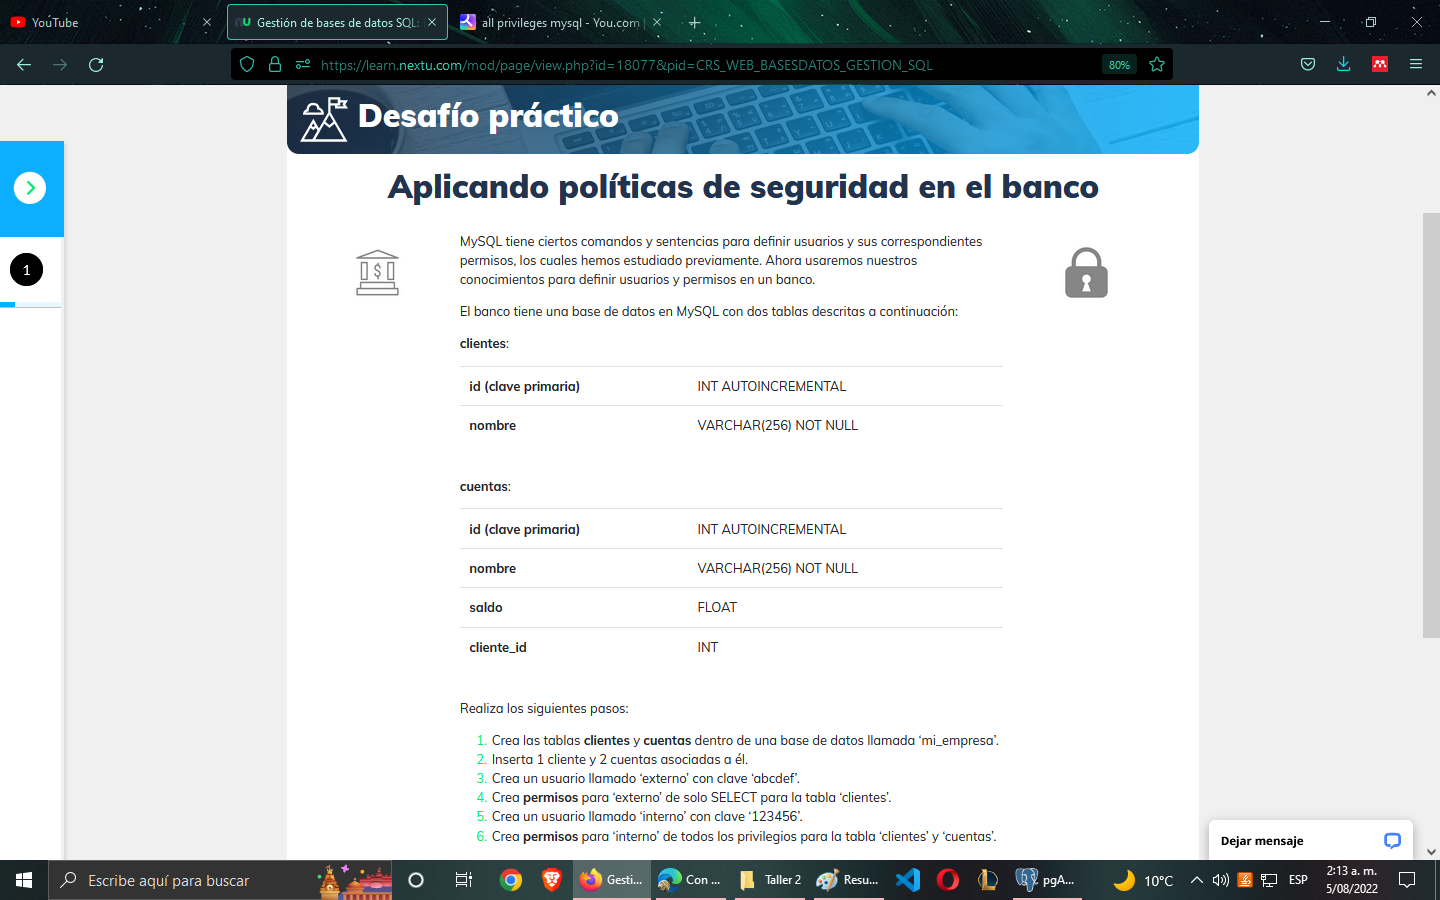 YouTube
Gestión de bases de datos SQL:
all privileges mysql - You.com
https://learn.nextu.com/mod/page/view.php?id=18077&pid=CRS_WEB_BASESDATOS_GESTION_SQL
80%
Desafío práctico
1
Aplicando políticas de seguridad en el banco
MySQL tiene ciertos comandos y sentencias para definir usuarios y sus correspondientes
permisos, los cuales hemos estudiado previamente. Ahora usaremos nuestros
conocimientos para definir usuarios y permisos en un banco.
El banco tiene una base de datos en MySQL con dos tablas descritas a continuación:
clientes:
id (clave primaria) INT AUTOINCREMENTAL
nombre VARCHAR(256) NOT NULL
cuentas:
id (clave primaria) INT AUTOINCREMENTAL
nombre VARCHAR(256) NOT NULL
saldo FLOAT
cliente_id INT
Realiza los siguientes pasos:
1. Crea las tablas clientes y cuentas dentro de una base de datos llamada ‘mi_empresa’.
2. Inserta 1 cliente y 2 cuentas asociadas a él.
3. Crea un usuario llamado ‘externo’ con clave ‘abcdef’.
4. Crea permisos para ‘externo’ de solo SELECT para la tabla ‘clientes’.
5. Crea un usuario llamado ‘interno’ con clave ‘123456’.
6. Crea permisos para ‘interno’ de todos los privilegios para la tabla ‘clientes’ y ‘cuentas’.
Dejar mensaje
Escribe aquí para buscar
Gesti...
Con ...
Taller 2
Resu...
pgA...
10°C
ESP
2:13 a. m.
5/08/2022